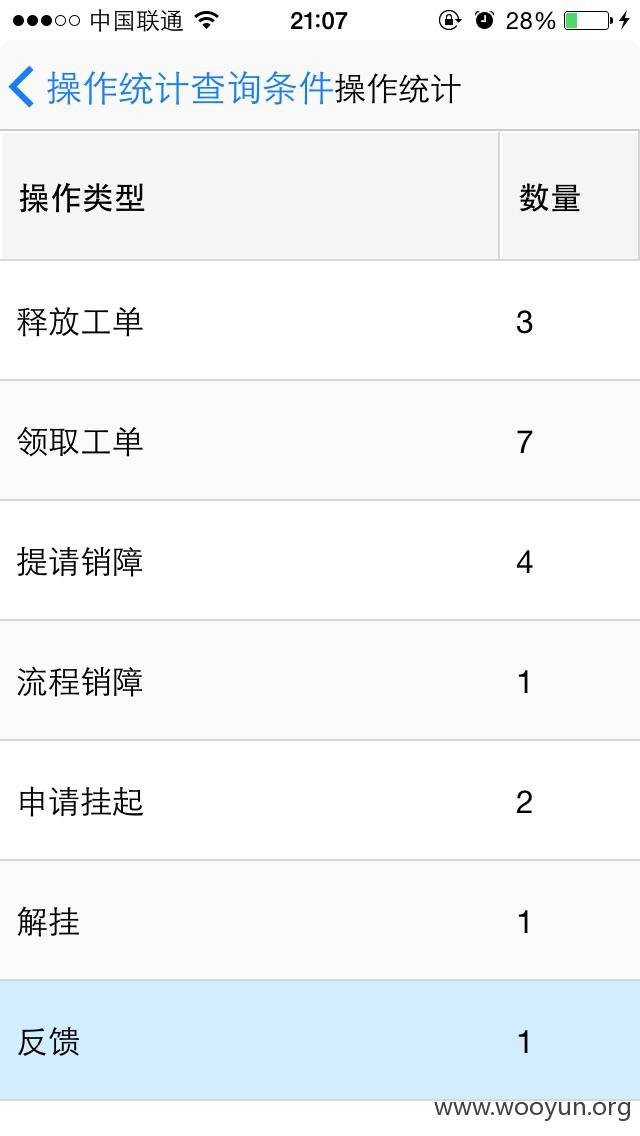 中国联通 21:07 28%
操作统计查询条件操作统计
操作类型 数量
释放工单 3
领取工单 7
提请销障 4
流程销障 1
申请挂起 2
解挂 1
反馈 1
www.wooyun.org